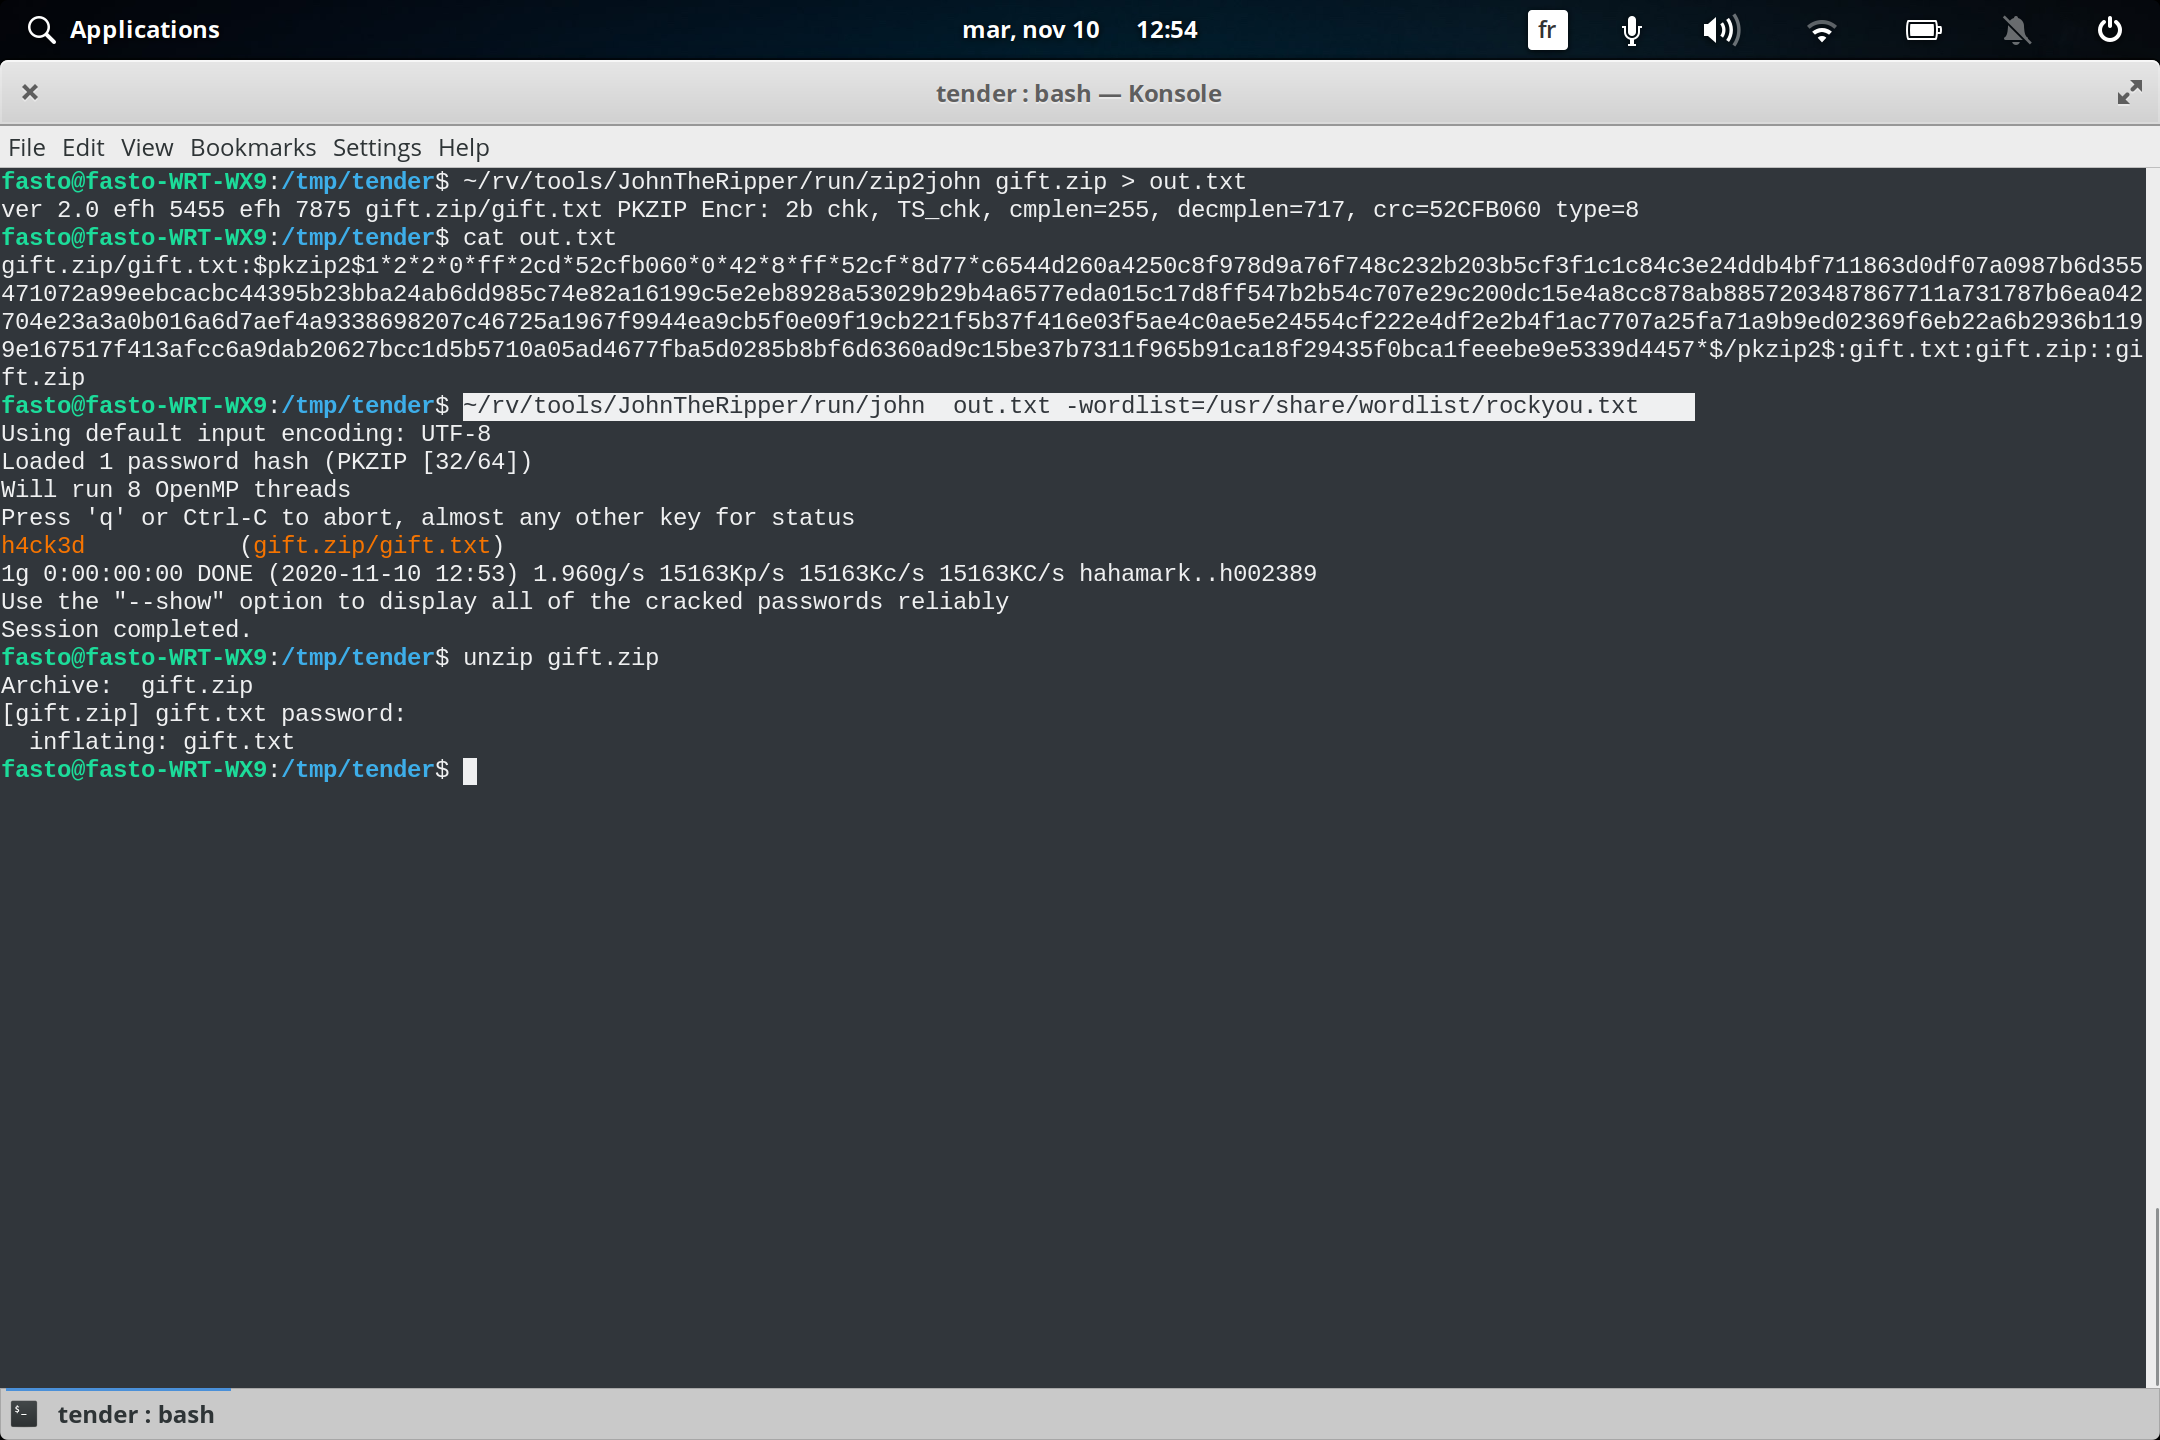 Applications mar, nov 10 12:54 fr
tender : bash — Konsole
File Edit View Bookmarks Settings Help
fasto@fasto-WRT-WX9:/tmp/tender$ ~/rv/tools/JohnTheRipper/run/zip2john gift.zip > out.txt
ver 2.0 efh 5455 efh 7875 gift.zip/gift.txt PKZIP Encr: 2b chk, TS_chk, cmplen=255, decmplen=717, crc=52CFB060 type=8
fasto@fasto-WRT-WX9:/tmp/tender$ cat out.txt
gift.zip/gift.txt:$pkzip2$1*2*2*0*ff*2cd*52cfb060*0*42*8*ff*52cf*8d77*c6544d260a4250c8f978d9a76f748c232b203b5cf3f1c1c84c3e24ddb4bf711863d0df07a0987b6d355
471072a99eebcacbc44395b23bba24ab6dd985c74e82a16199c5e2eb8928a53029b29b4a6577eda015c17d8ff547b2b54c707e29c200dc15e4a8cc878ab8857203487867711a731787b6ea042
704e23a3a0b016a6d7aef4a9338698207c46725a1967f9944ea9cb5f0e09f19cb221f5b37f416e03f5ae4c0ae5e24554cf222e4df2e2b4f1ac7707a25fa71a9b9ed02369f6eb22a6b2936b119
9e167517f413afcc6a9dab20627bcc1d5b5710a05ad4677fba5d0285b8bf6d6360ad9c15be37b7311f965b91ca18f29435f0bca1feeebe9e5339d4457*$/pkzip2$:gift.txt:gift.zip::gi
ft.zip
fasto@fasto-WRT-WX9:/tmp/tender$ ~/rv/tools/JohnTheRipper/run/john  out.txt -wordlist=/usr/share/wordlist/rockyou.txt
Using default input encoding: UTF-8
Loaded 1 password hash (PKZIP [32/64])
Will run 8 OpenMP threads
Press 'q' or Ctrl-C to abort, almost any other key for status
h4ck3d           (gift.zip/gift.txt)
1g 0:00:00:00 DONE (2020-11-10 12:53) 1.960g/s 15163Kp/s 15163Kc/s 15163KC/s hahamark..h002389
Use the "--show" option to display all of the cracked passwords reliably
Session completed.
fasto@fasto-WRT-WX9:/tmp/tender$ unzip gift.zip
Archive:  gift.zip
[gift.zip] gift.txt password:
  inflating: gift.txt
fasto@fasto-WRT-WX9:/tmp/tender$
tender : bash